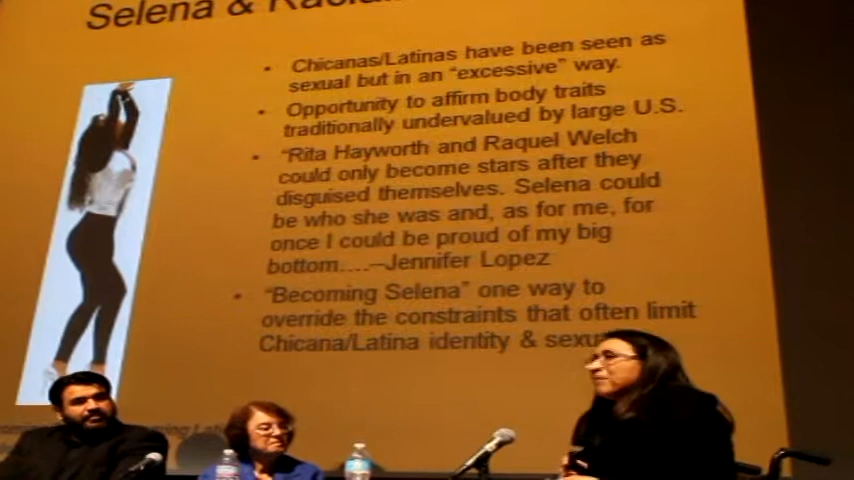 Selena &
• Chicanas/Latinas have been seen as
sexual but in an "excessive" way.
• Opportunity to affirm body traits
traditionally undervalued by large U.S.
• "Rita Hayworth and Raquel Welch
could only become stars after they
disguised themselves. Selena could
be who she was and, as for me, for
once I could be proud of my big
bottom....–Jennifer Lopez
• "Becoming Selena" one way to
override the constraints that often limit
Chicana/Latina identity &